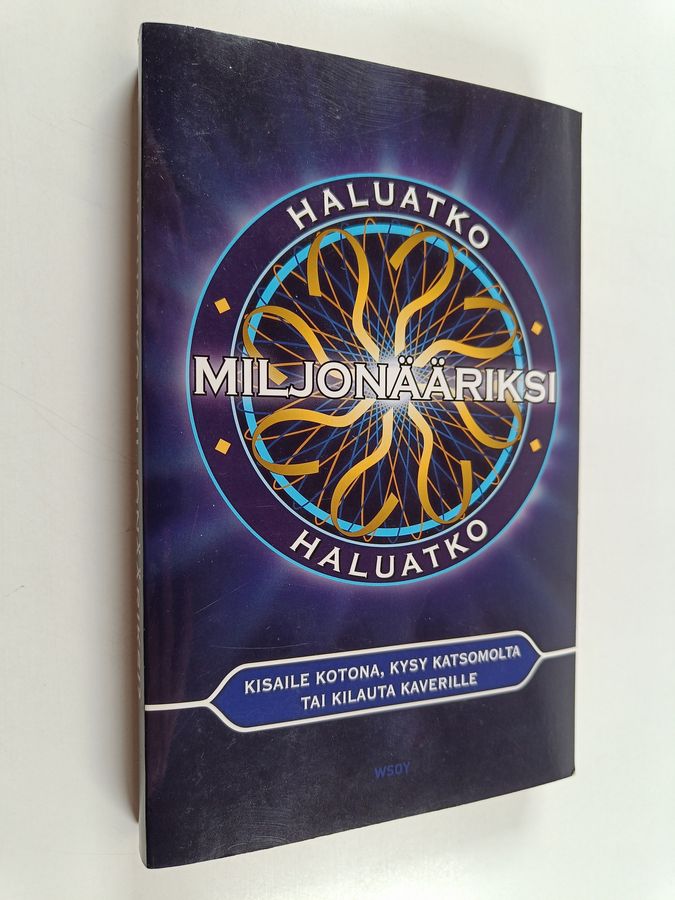 HALUATKO
MILJONÄÄRIKSI
HALUATKO
KISAILE KOTONA, KYSY KATSOMOLTA
TAI KILAUTA KAVERILLE
WSOY